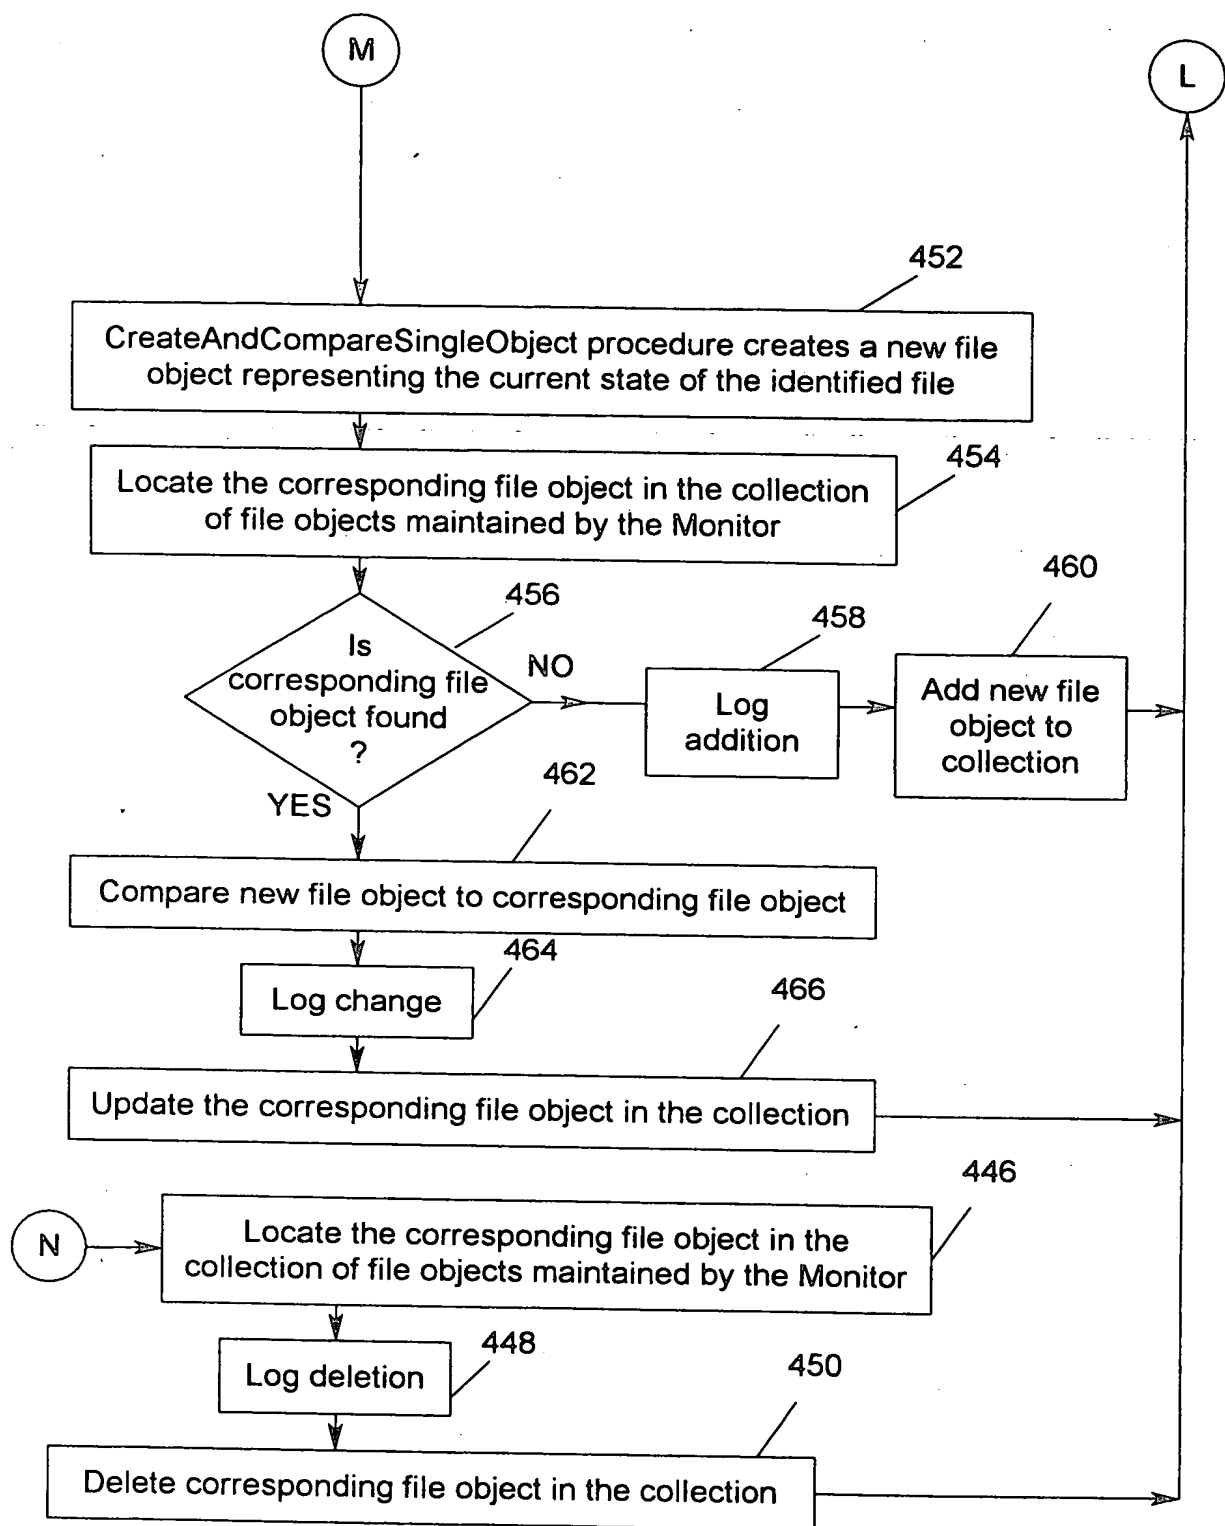 M
L
452
CreateAndCompareSingleObject procedure creates a new file
object representing the current state of the identified file
454
Locate the corresponding file object in the collection
of file objects maintained by the Monitor
456
Is
corresponding file
object found
?
NO
YES
458
Log
addition
460
Add new file
object to
collection
462
Compare new file object to corresponding file object
464
Log change
466
Update the corresponding file object in the collection
N
446
Locate the corresponding file object in the
collection of file objects maintained by the Monitor
448
Log deletion
450
Delete corresponding file object in the collection